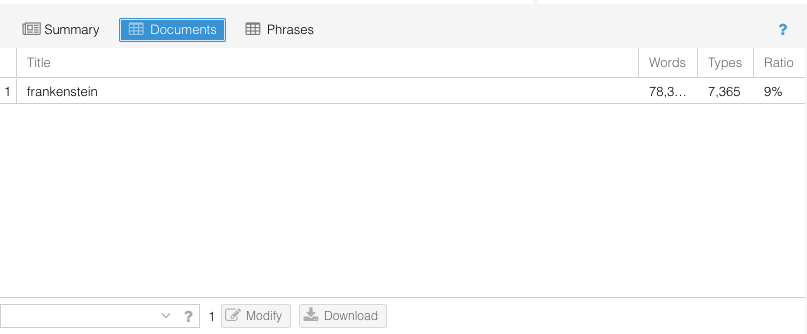 Summary Documents Phrases ?
Title Words Types Ratio
1 frankenstein 78,3... 7,365 9%
? 1 Modify Download